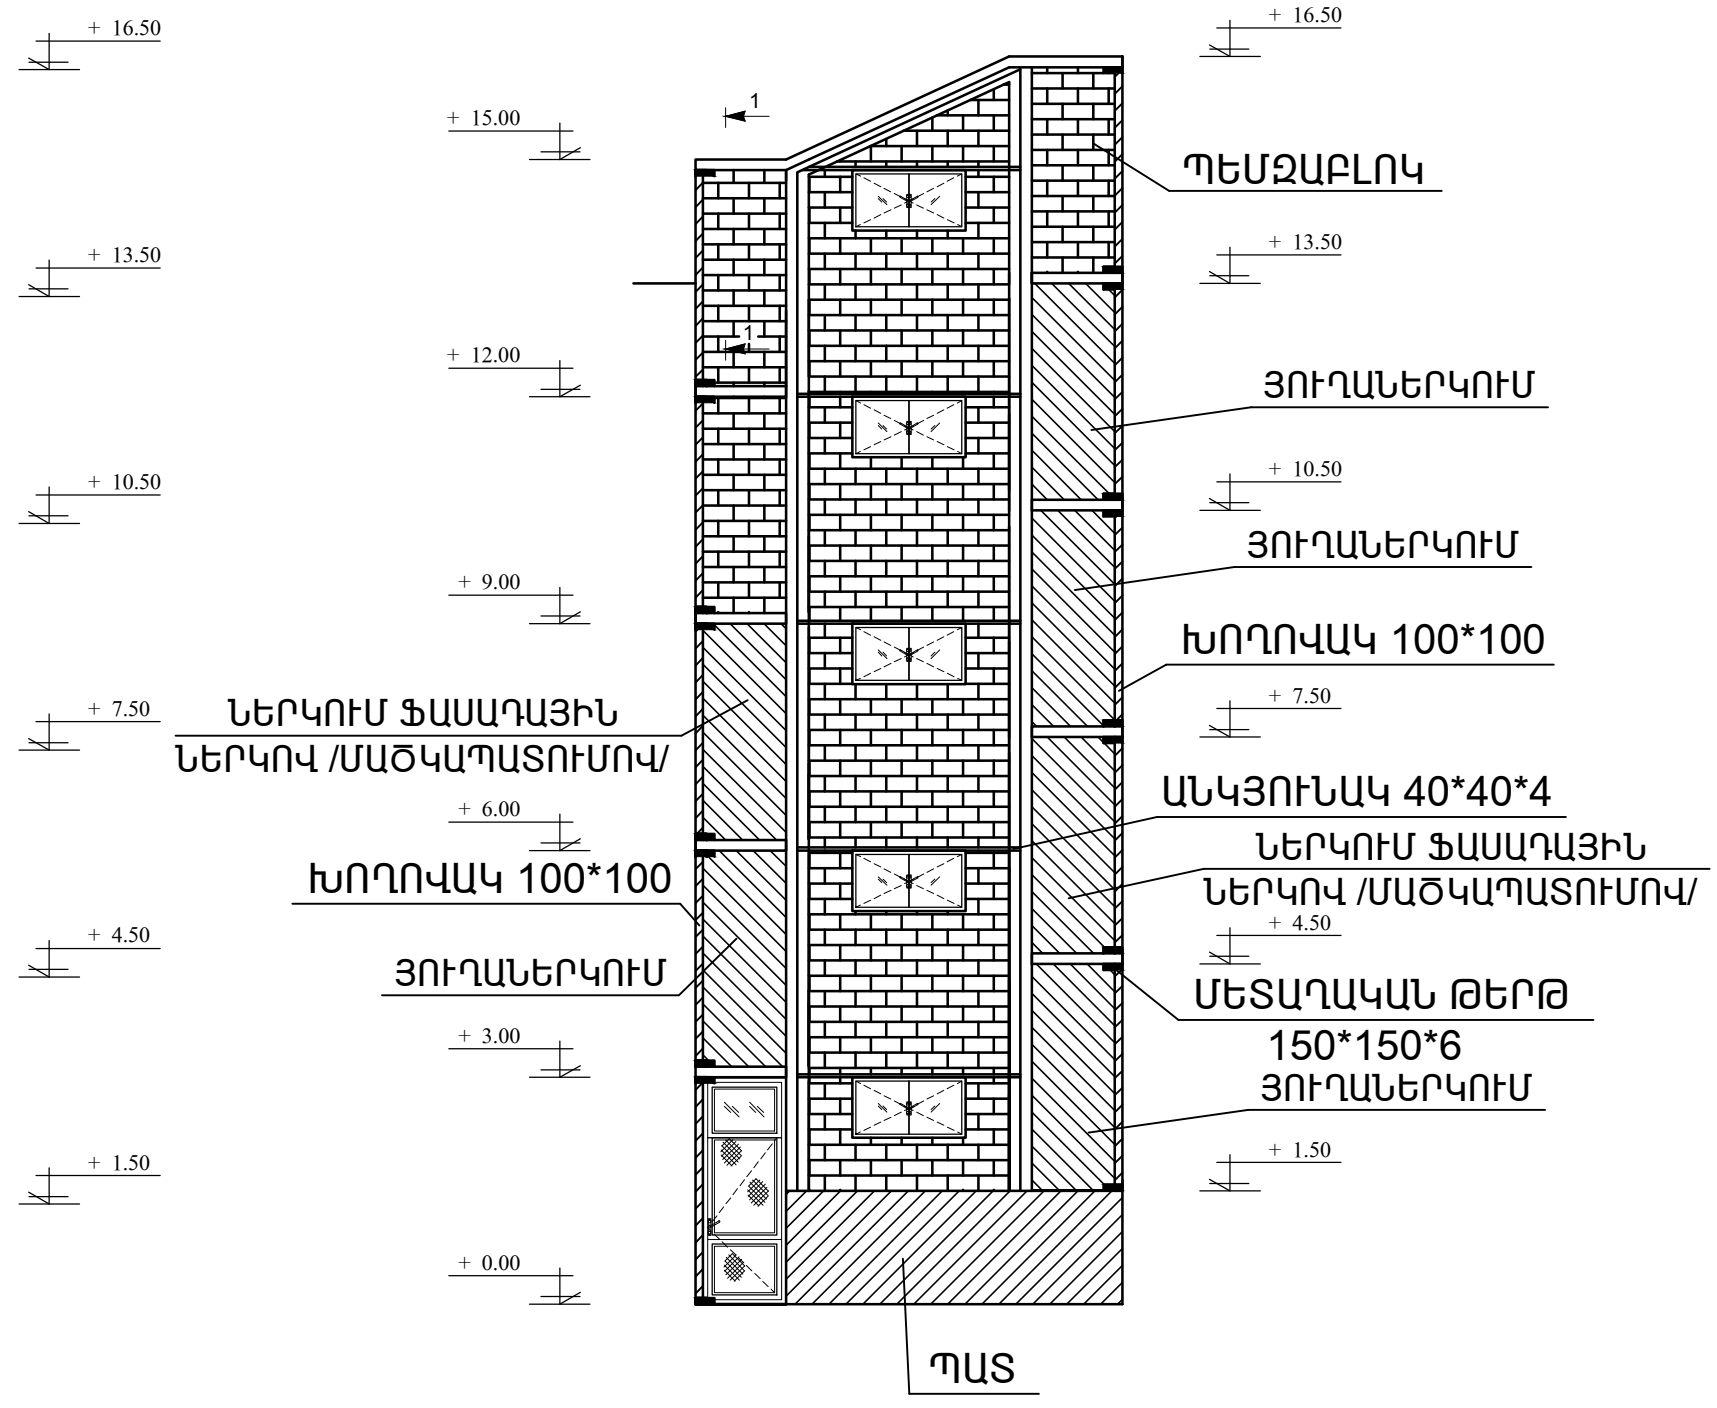 + 16.50
+ 16.50
1
+ 15.00
ՊԵՄԶԱԲԼՈԿ
+ 13.50
+ 13.50
1
+ 12.00
ՅՈՒՂԱՆԵՐԿՈՒՄ
+ 10.50
+ 10.50
ՅՈՒՂԱՆԵՐԿՈՒՄ
+ 9.00
ԽՈՂՈՎԱԿ 100*100
+ 7.50
+ 7.50
ՆԵՐԿՈՒՄ ՖԱՍԱԴԱՅԻՆ
ՆԵՐԿՈՎ /ՄԱԾԿԱՊԱՏՈՒՄՈՎ/
ԱՆԿՅՈՒՆԱԿ 40*40*4
+ 6.00
ՆԵՐԿՈՒՄ ՖԱՍԱԴԱՅԻՆ
ՆԵՐԿՈՎ /ՄԱԾԿԱՊԱՏՈՒՄՈՎ/
ԽՈՂՈՎԱԿ 100*100
+ 4.50
+ 4.50
ՅՈՒՂԱՆԵՐԿՈՒՄ
ՄԵՏԱՂԱԿԱՆ ԹԵՐԹ
150*150*6
+ 3.00
ՅՈՒՂԱՆԵՐԿՈՒՄ
+ 1.50
+ 1.50
+ 0.00
ՊԱՏ